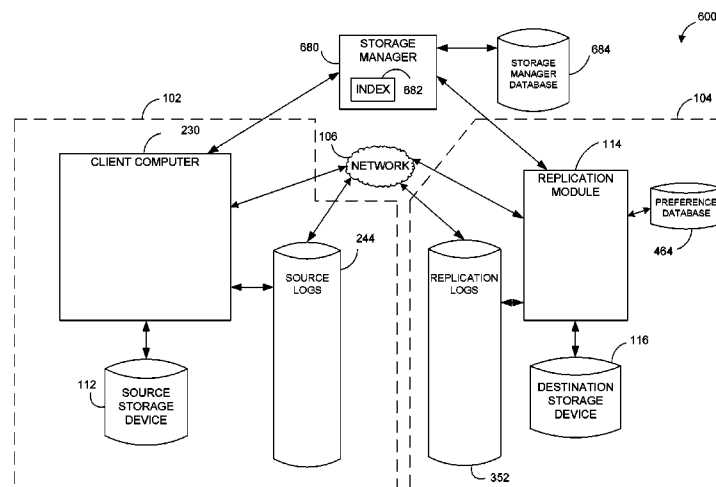 600
680
STORAGE
MANAGER
INDEX
682
STORAGE
MANAGER
DATABASE
684
102
104
230
CLIENT COMPUTER
106
NETWORK
114
REPLICATION
MODULE
PREFERENCE
DATABASE
464
244
SOURCE
LOGS
REPLICATION
LOGS
112
SOURCE
STORAGE
DEVICE
116
DESTINATION
STORAGE
DEVICE
352